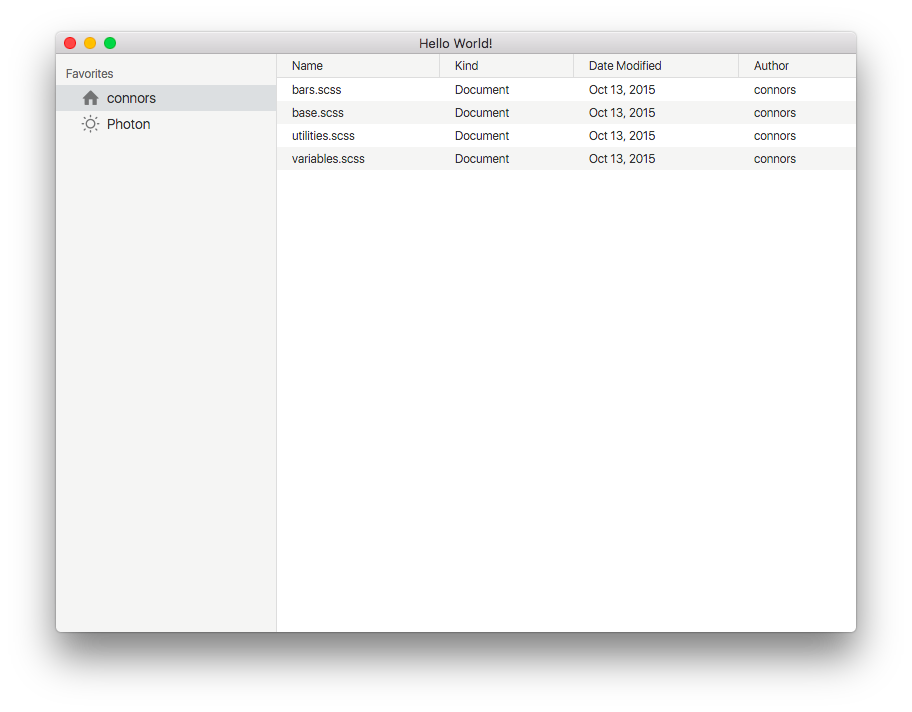 Hello World!
Favorites
connors
Photon
Name Kind Date Modified Author
bars.scss Document Oct 13, 2015 connors
base.scss Document Oct 13, 2015 connors
utilities.scss Document Oct 13, 2015 connors
variables.scss Document Oct 13, 2015 connors